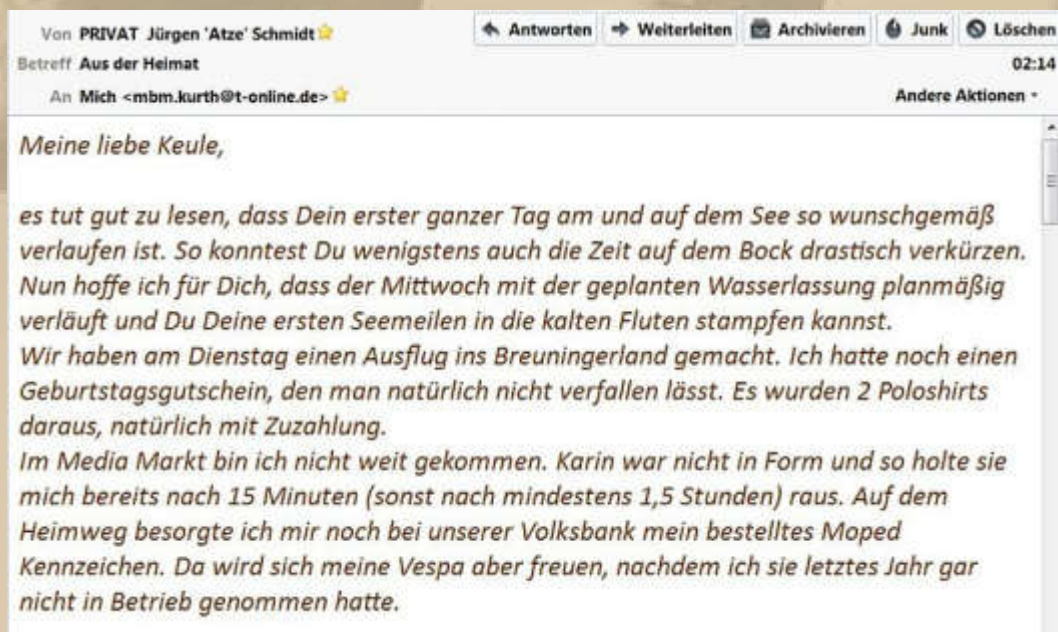 Von PRIVAT Jürgen 'Atze' Schmidt
Antworten Weiterleiten Archivieren Junk Löschen
Betreff Aus der Heimat
02:14
An Mich <mbm.kurth@t-online.de>
Andere Aktionen
Meine liebe Keule,
es tut gut zu lesen, dass Dein erster ganzer Tag am und auf dem See so wunschgemäß
verlaufen ist. So konntest Du wenigstens auch die Zeit auf dem Bock drastisch verkürzen.
Nun hoffe ich für Dich, dass der Mittwoch mit der geplanten Wasserlassung planmäßig
verläuft und Du Deine ersten Seemeilen in die kalten Fluten stampfen kannst.
Wir haben am Dienstag einen Ausflug ins Breuningerland gemacht. Ich hatte noch einen
Geburtstagsgutschein, den man natürlich nicht verfallen lässt. Es wurden 2 Poloshirts
daraus, natürlich mit Zuzahlung.
Im Media Markt bin ich nicht weit gekommen. Karin war nicht in Form und so holte sie
mich bereits nach 15 Minuten (sonst nach mindestens 1,5 Stunden) raus. Auf dem
Heimweg besorgte ich mir noch bei unserer Volksbank mein bestelltes Moped
Kennzeichen. Da wird sich meine Vespa aber freuen, nachdem ich sie letztes Jahr gar
nicht in Betrieb genommen hatte.